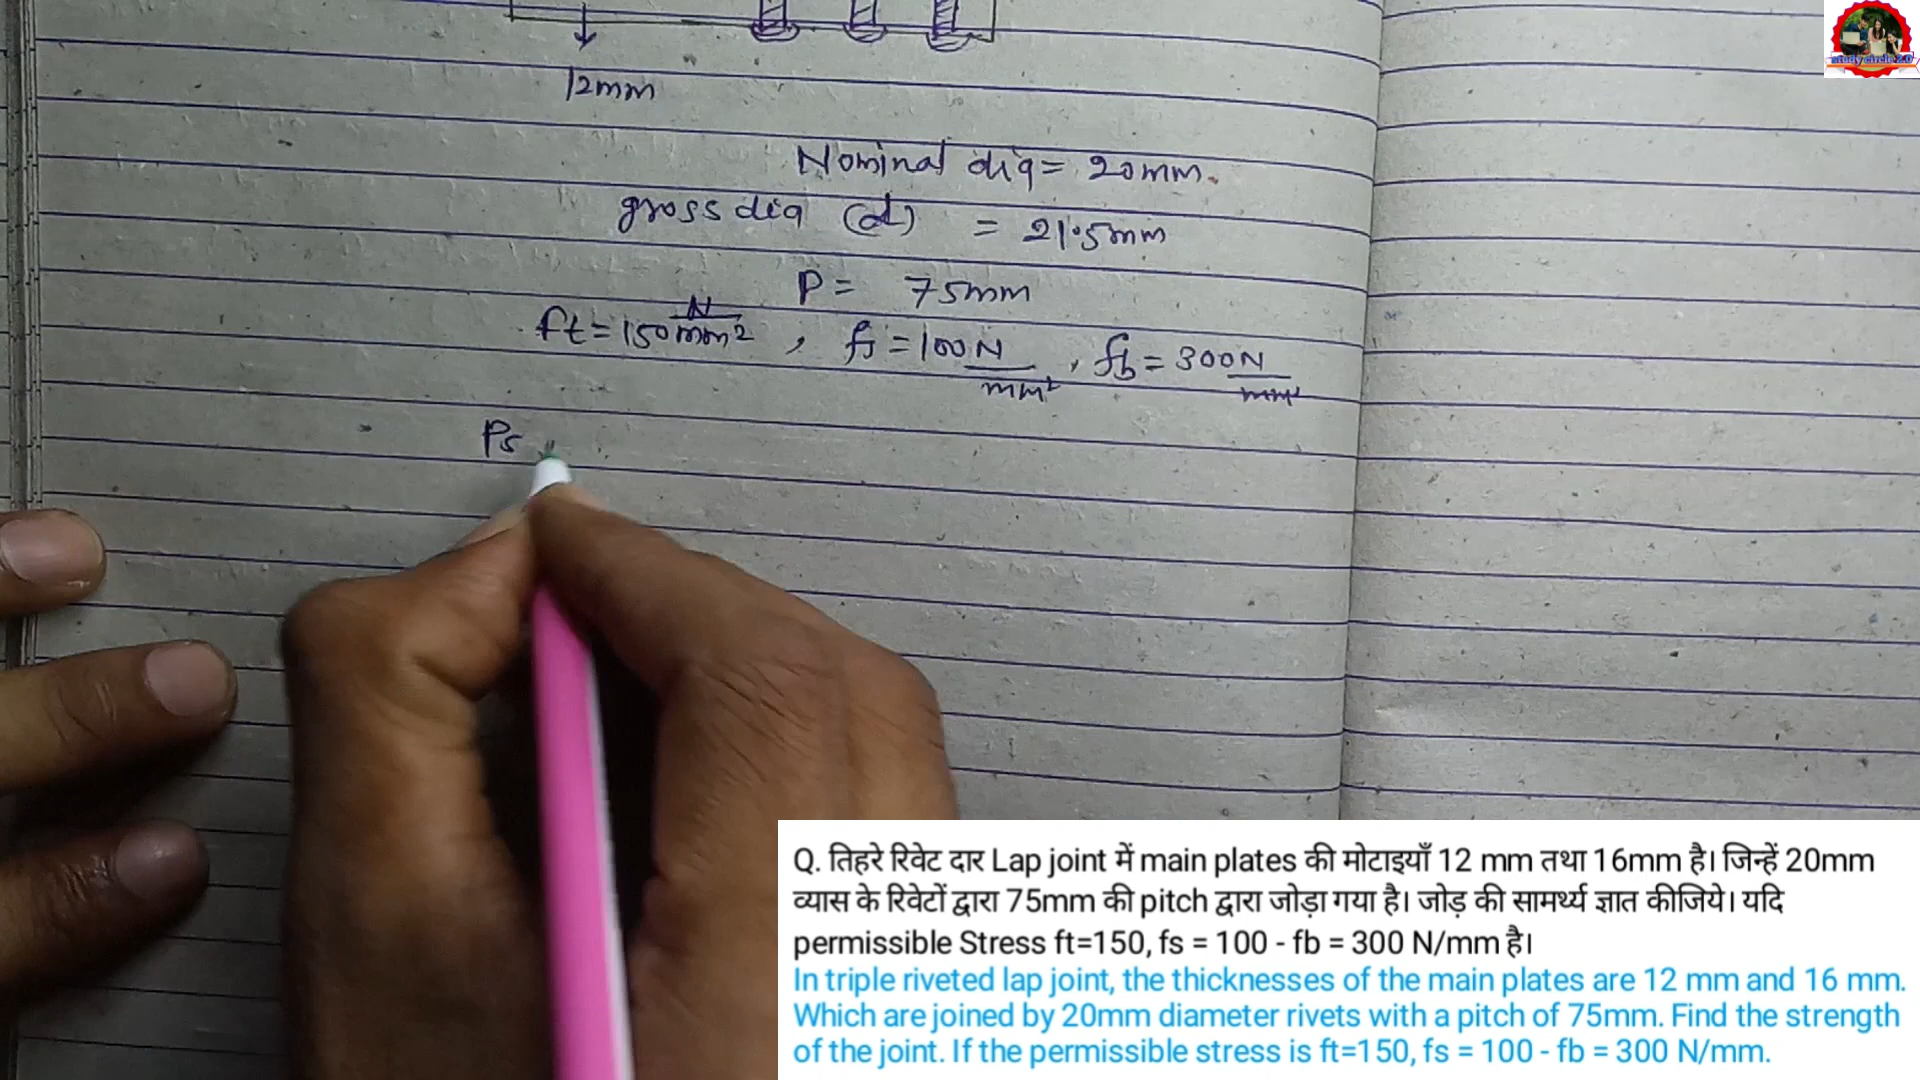 study circle 2.0
12mm
Nominal dia = 20mm.
gross dia (d) = 21.5mm
P = 75mm
ft = 150 N/mm², fs = 100 N/mm², fb = 300 N/mm²
Ps
Q. तिहरे रिवेट दार Lap joint में main plates की मोटाइयाँ 12 mm तथा 16mm है। जिन्हें 20mm
व्यास के रिवेटों द्वारा 75mm की pitch द्वारा जोड़ा गया है। जोड़ की सामर्थ्य ज्ञात कीजिये। यदि
permissible Stress ft=150, fs = 100 - fb = 300 N/mm है।
In triple riveted lap joint, the thicknesses of the main plates are 12 mm and 16 mm.
Which are joined by 20mm diameter rivets with a pitch of 75mm. Find the strength
of the joint. If the permissible stress is ft=150, fs = 100 - fb = 300 N/mm.